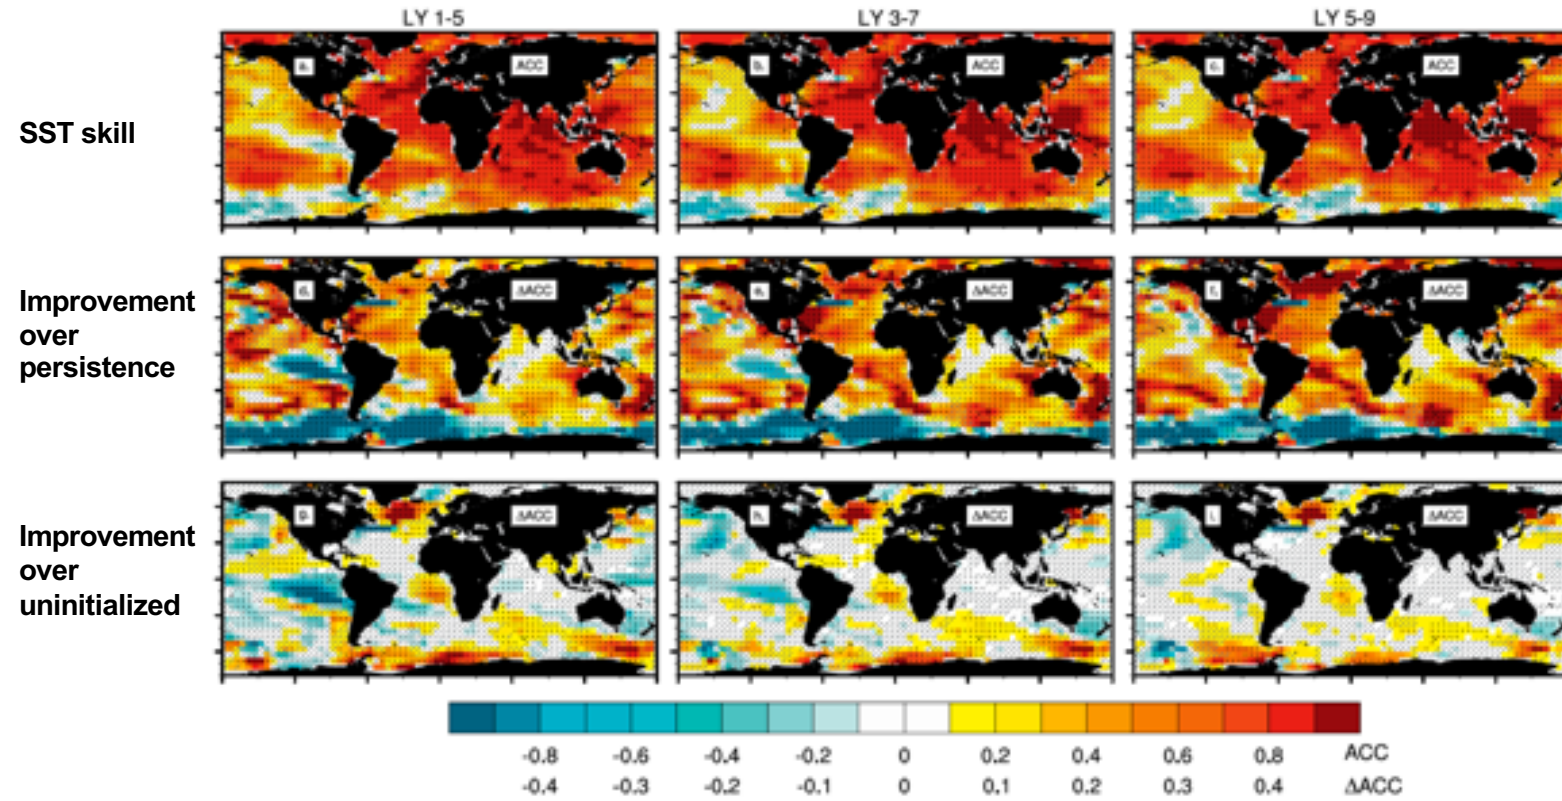 LY 1-5
LY 3-7
LY 5-9
SST skill
a.
ACC
b.
ACC
c.
ACC
Improvement
over
persistence
d.
ΔACC
e.
ΔACC
f.
ΔACC
Improvement
over
uninitialized
g.
ΔACC
h.
ΔACC
i.
ΔACC
-0.8 -0.6 -0.4 -0.2 0 0.2 0.4 0.6 0.8 ACC
-0.4 -0.3 -0.2 -0.1 0 0.1 0.2 0.3 0.4 ΔACC